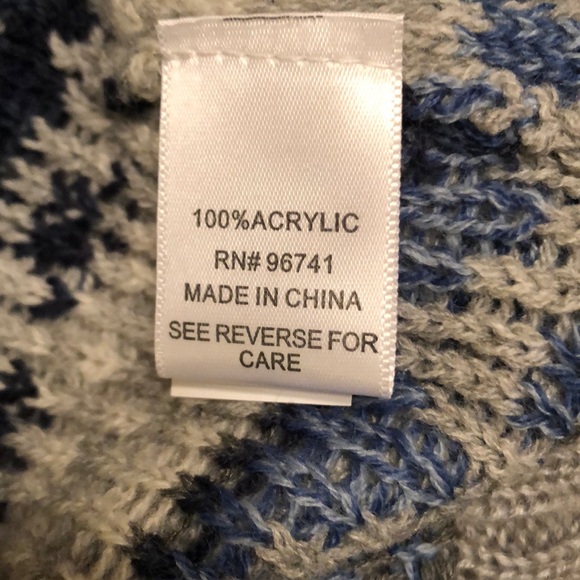 100%ACRYLIC
RN# 96741
MADE IN CHINA
SEE REVERSE FOR
CARE